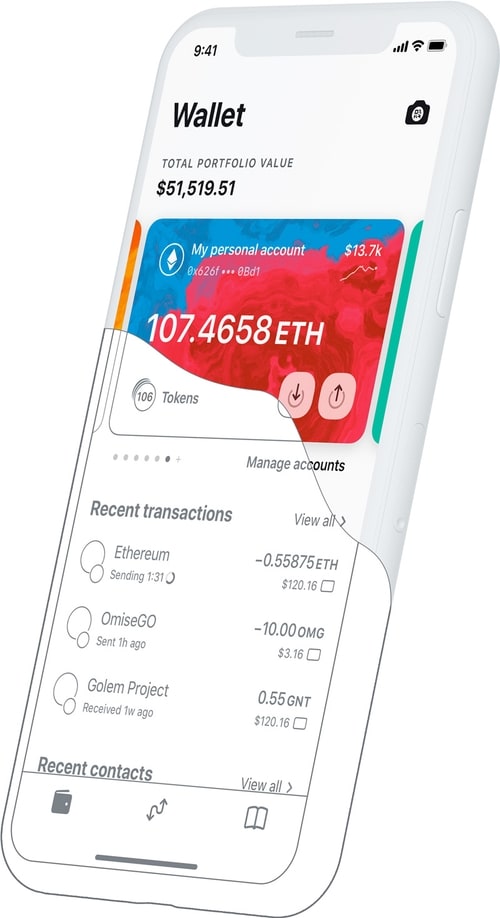 9:41
Wallet
TOTAL PORTFOLIO VALUE
$51,519.51
My personal account
$13.7k
0x626f ••• 0Bd1
107.4658 ETH
106 Tokens
Manage accounts
Recent transactions
View all
Ethereum
−0.55875 ETH
Sending 1:31
$120.16
OmiseGO
−10.00 OMG
Sent 1h ago
$3.16
Golem Project
0.55 GNT
Received 1w ago
$120.16
Recent contacts
View all